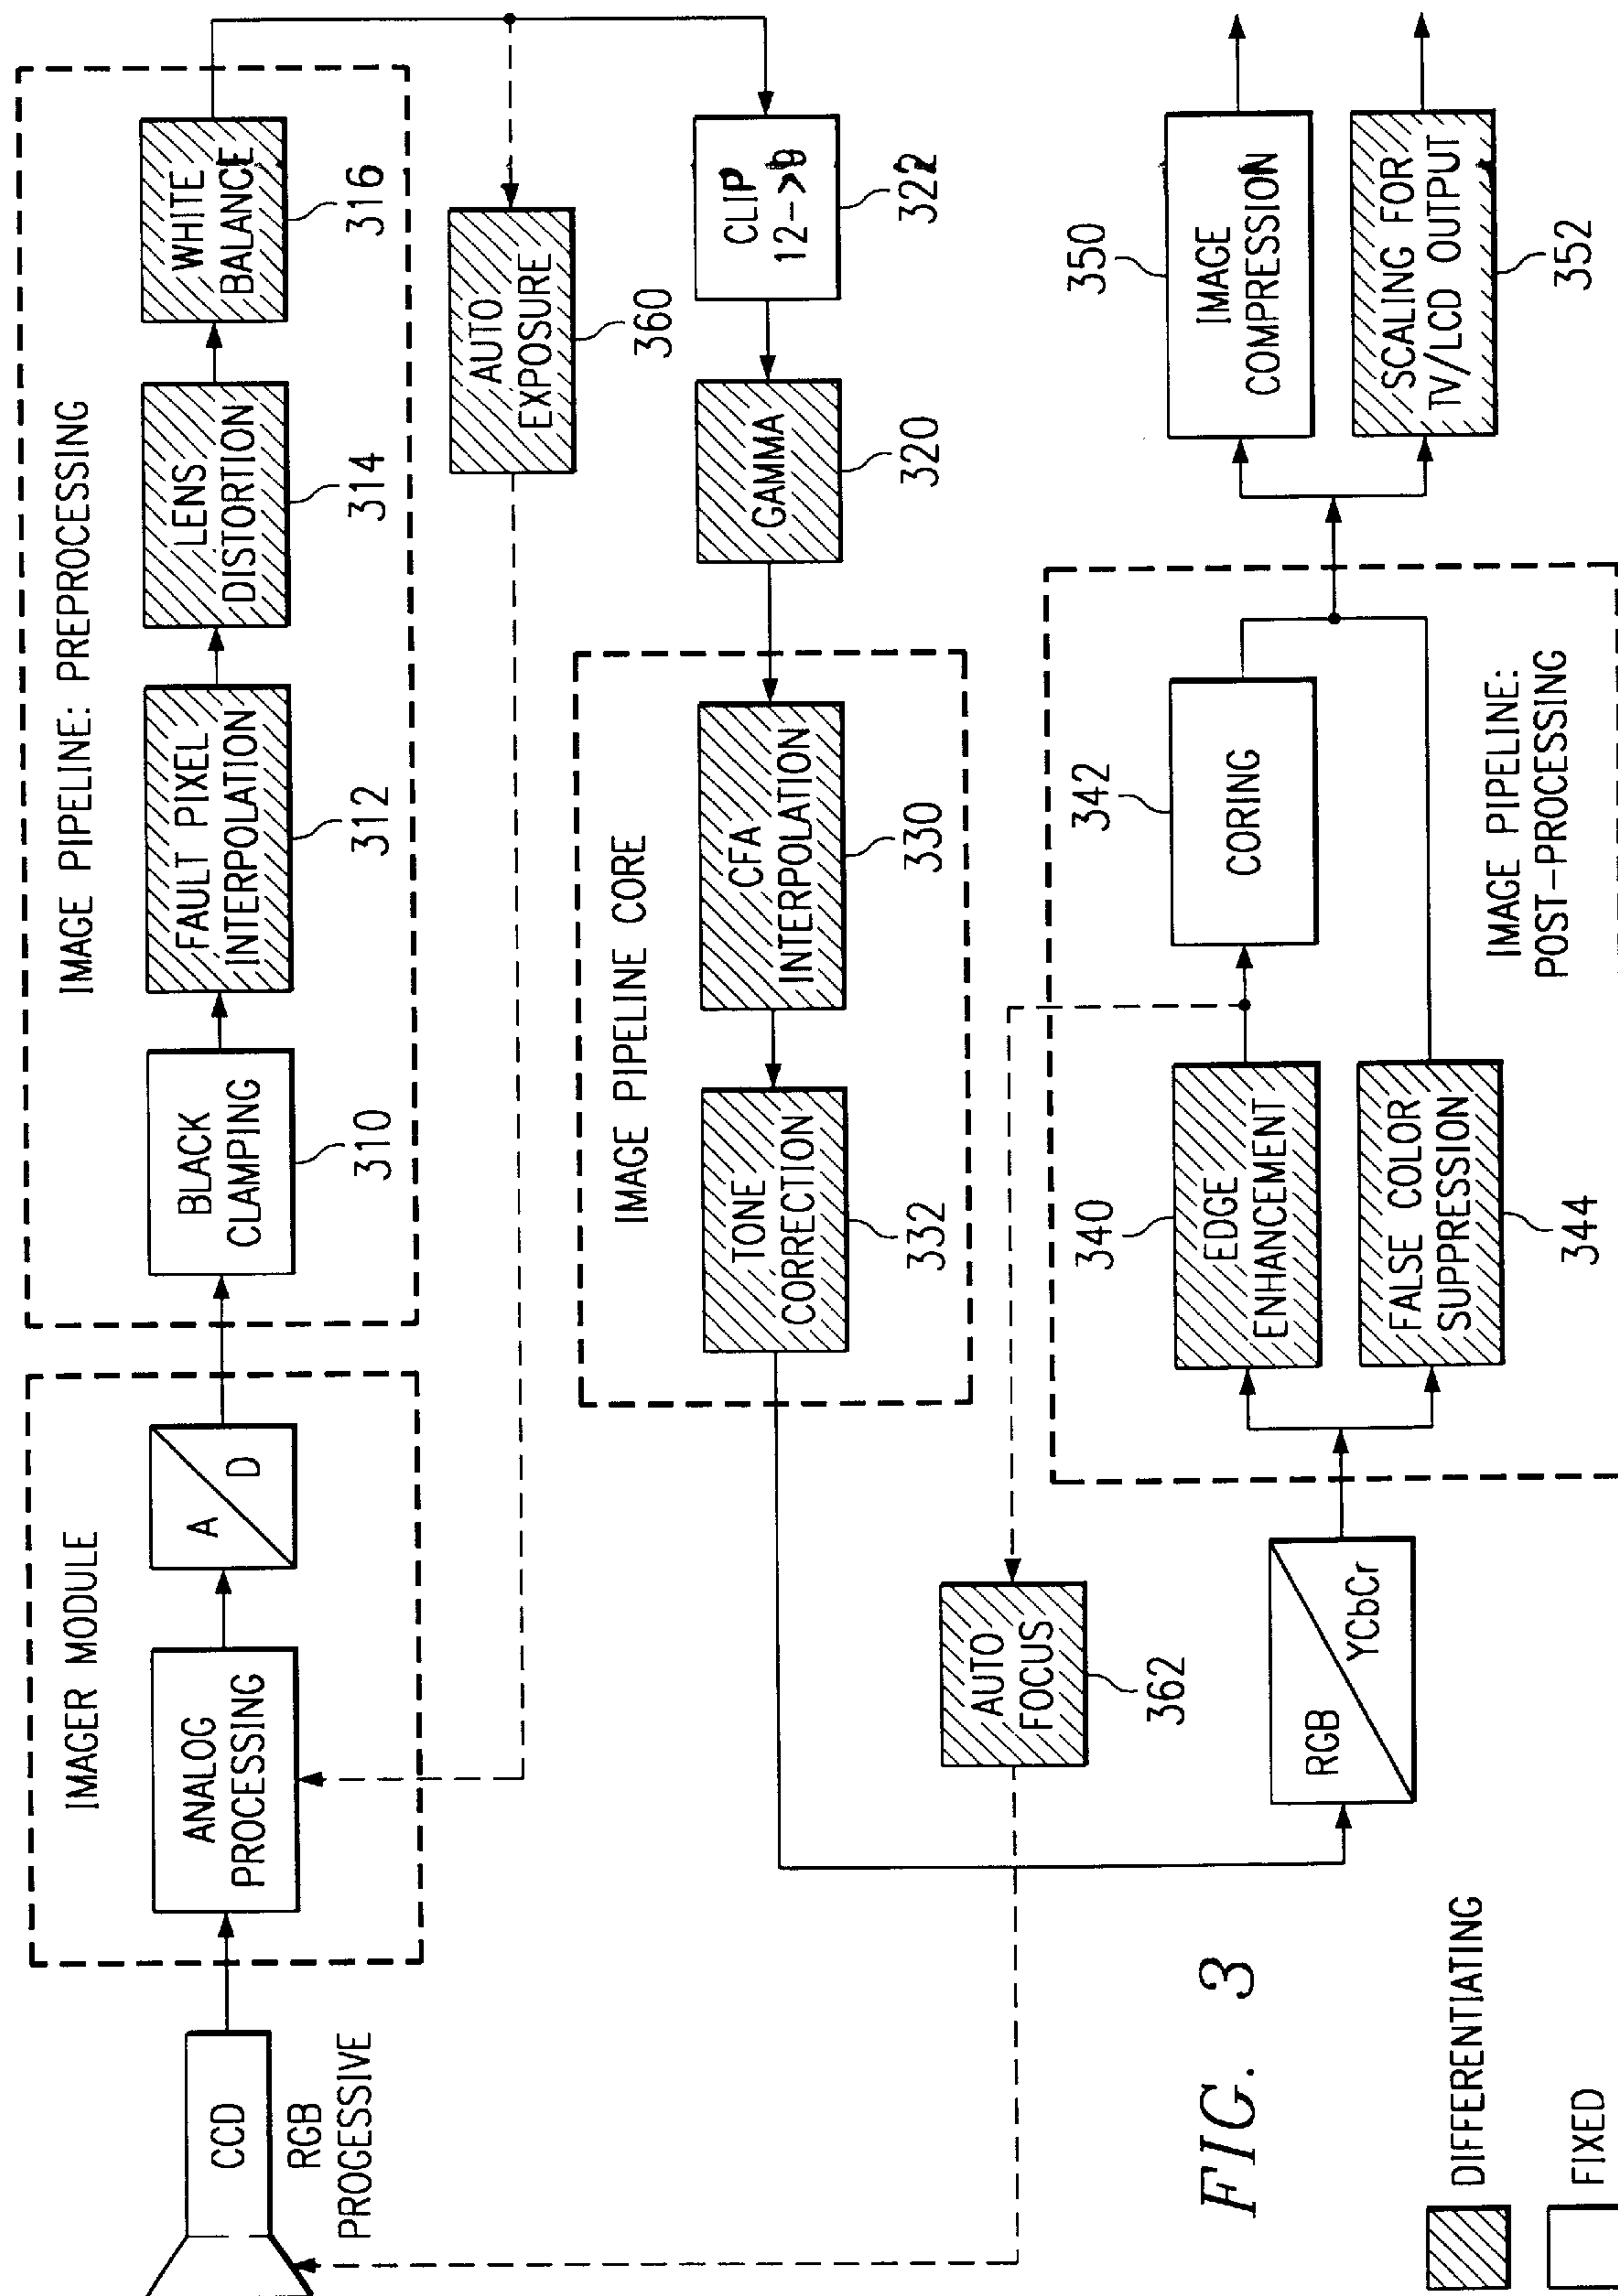 IMAGER MODULE
IMAGE PIPELINE: PREPROCESSING
CCD
RGB
PROGESSIVE
ANALOG
PROCESSING
A
D
BLACK
CLAMPING
310
FAULT PIXEL
INTERPOLATION
312
LENS
DISTORTION
314
WHITE
BALANCE
316
AUTO
EXPOSURE
360
IMAGE PIPELINE CORE
TONE
CORRECTION
332
CFA
INTERPOLATION
330
GAMMA
320
CLIP
12->9
322
AUTO
FOCUS
362
RGB
YCbCr
340
EDGE
ENHANCEMENT
FALSE COLOR
SUPPRESSION
344
342
CORING
IMAGE PIPELINE:
POST-PROCESSING
350
IMAGE
COMPRESSION
SCALING FOR
TV/LCD OUTPUT
352
FIG. 3
DIFFERENTIATING
FIXED